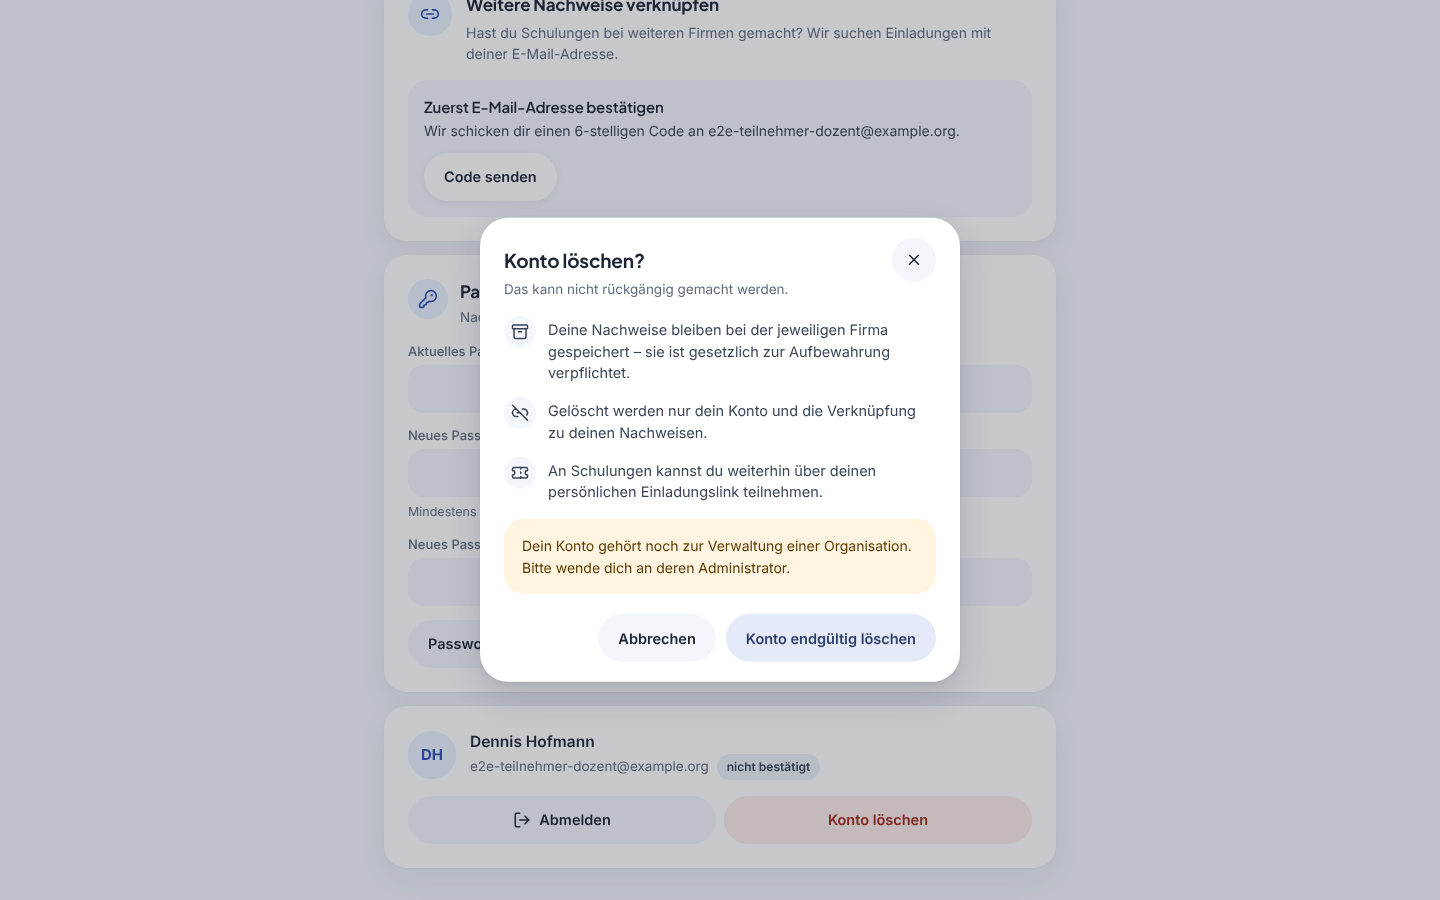 Weitere Nachweise verknüpfen
Hast du Schulungen bei weiteren Firmen gemacht? Wir suchen Einladungen mit
deiner E-Mail-Adresse.
Zuerst E-Mail-Adresse bestätigen
Wir schicken dir einen 6-stelligen Code an e2e-teilnehmer-dozent@example.org.
Code senden
Konto löschen?
Das kann nicht rückgängig gemacht werden.
Deine Nachweise bleiben bei der jeweiligen Firma
gespeichert – sie ist gesetzlich zur Aufbewahrung
verpflichtet.
Gelöscht werden nur dein Konto und die Verknüpfung
zu deinen Nachweisen.
An Schulungen kannst du weiterhin über deinen
persönlichen Einladungslink teilnehmen.
Dein Konto gehört noch zur Verwaltung einer Organisation.
Bitte wende dich an deren Administrator.
Abbrechen
Konto endgültig löschen
Aktuelles
Mindestens
DH
Dennis Hofmann
e2e-teilnehmer-dozent@example.org
nicht bestätigt
Abmelden
Konto löschen